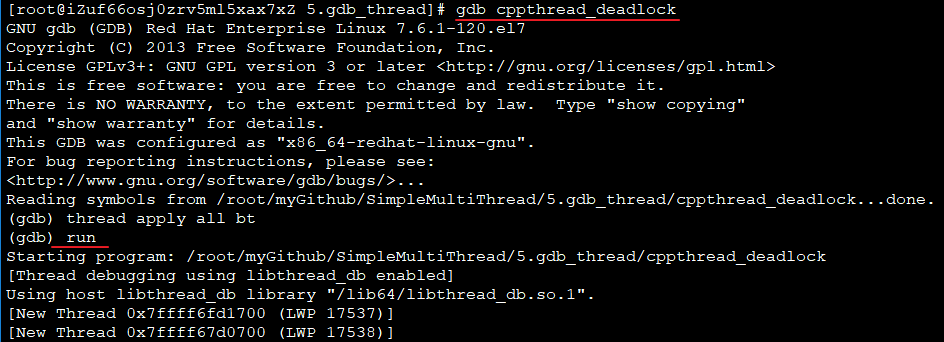 [root@iZuf66osj0zrv5ml5xax7xZ 5.gdb_thread]# gdb cppthread_deadlock
GNU gdb (GDB) Red Hat Enterprise Linux 7.6.1-120.el7
Copyright (C) 2013 Free Software Foundation, Inc.
License GPLv3+: GNU GPL version 3 or later <http://gnu.org/licenses/gpl.html>
This is free software: you are free to change and redistribute it.
There is NO WARRANTY, to the extent permitted by law.  Type "show copying"
and "show warranty" for details.
This GDB was configured as "x86_64-redhat-linux-gnu".
For bug reporting instructions, please see:
<http://www.gnu.org/software/gdb/bugs/>...
Reading symbols from /root/myGithub/SimpleMultiThread/5.gdb_thread/cppthread_deadlock...done.
(gdb) thread apply all bt
(gdb) run
Starting program: /root/myGithub/SimpleMultiThread/5.gdb_thread/cppthread_deadlock
[Thread debugging using libthread_db enabled]
Using host libthread_db library "/lib64/libthread_db.so.1".
[New Thread 0x7ffff6fd1700 (LWP 17537)]
[New Thread 0x7ffff67d0700 (LWP 17538)]